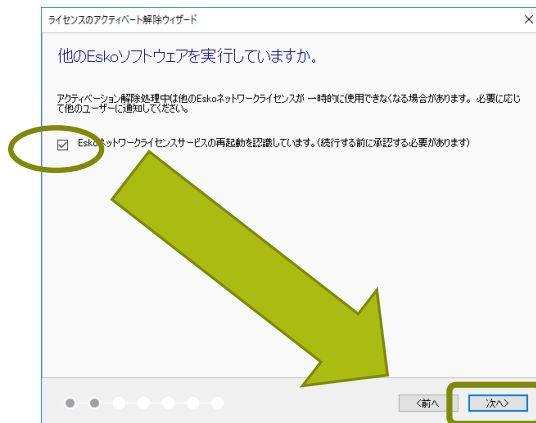 ライセンスのアクティベート解除ウィザード
他のEskoソフトウェアを実行していますか。
アクティベーション解除処理中は他のEskoネットワークライセンスが一時的に使用できなくなる場合があります。必要に応じ
て他のユーザーに通知してください。
Eskoネットワークライセンスサービスの再起動を認識しています。(続行する前に承認する必要があります)
<前へ 次へ>